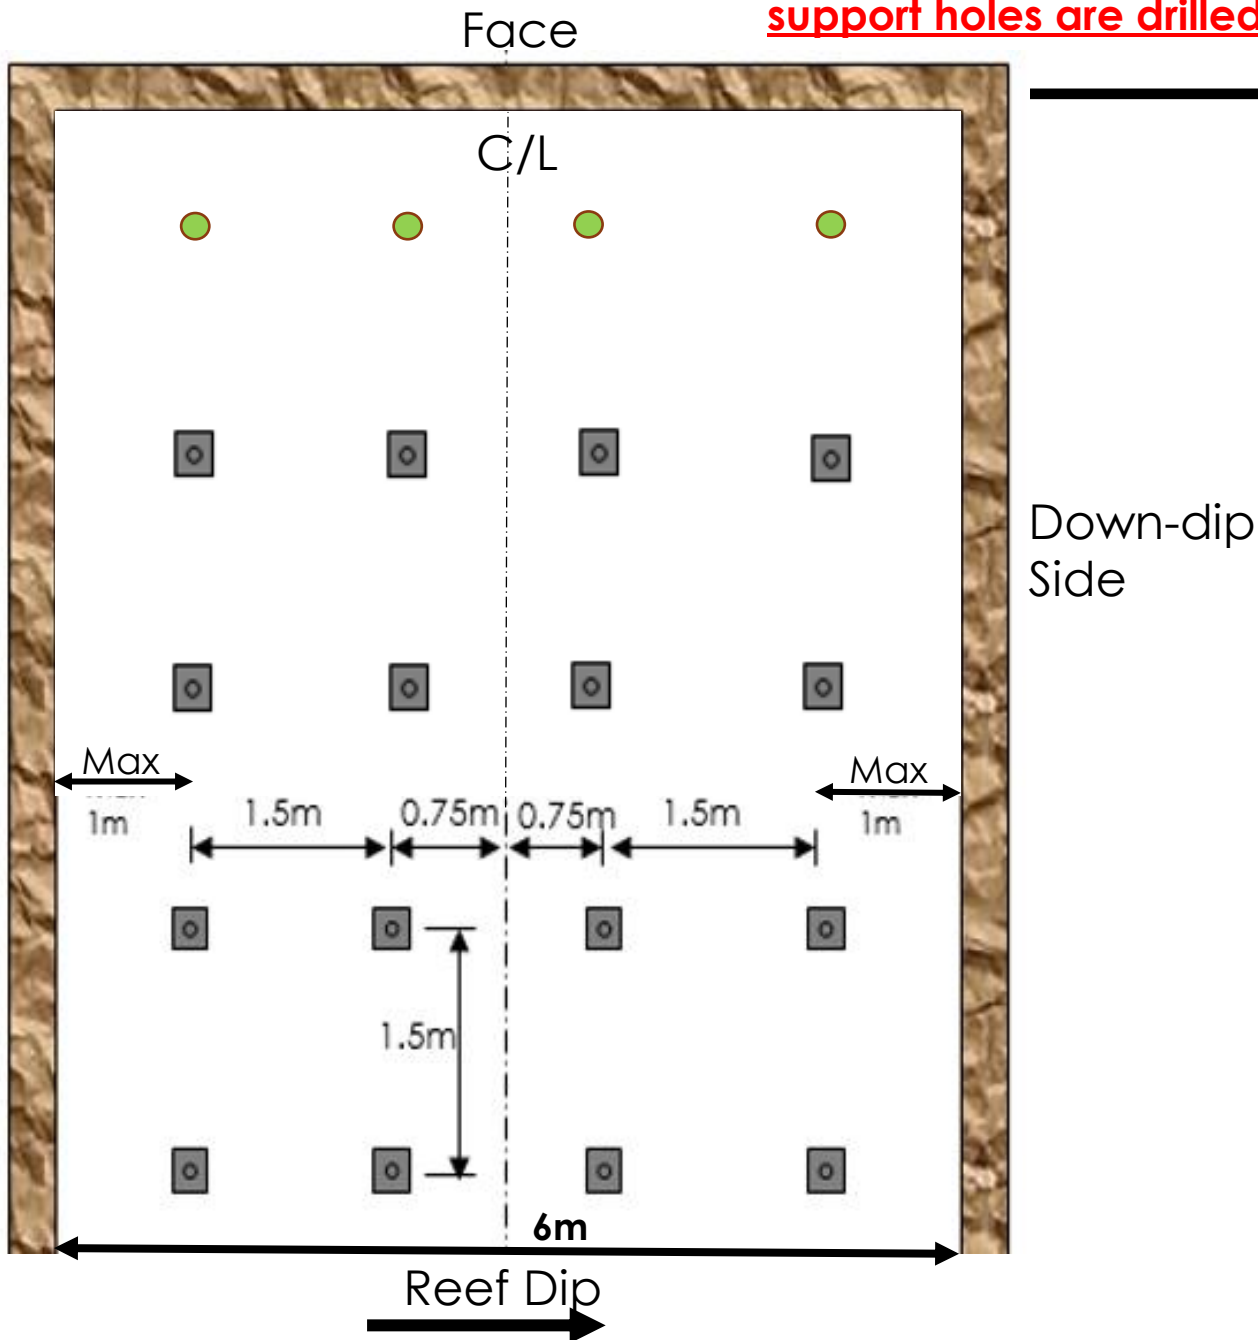 support holes are drilled
Face
C/L
Down-dip
Side
Max
Max
1m
1.5m
0.75m
0.75m
1.5m
1m
1.5m
6m
Reef Dip